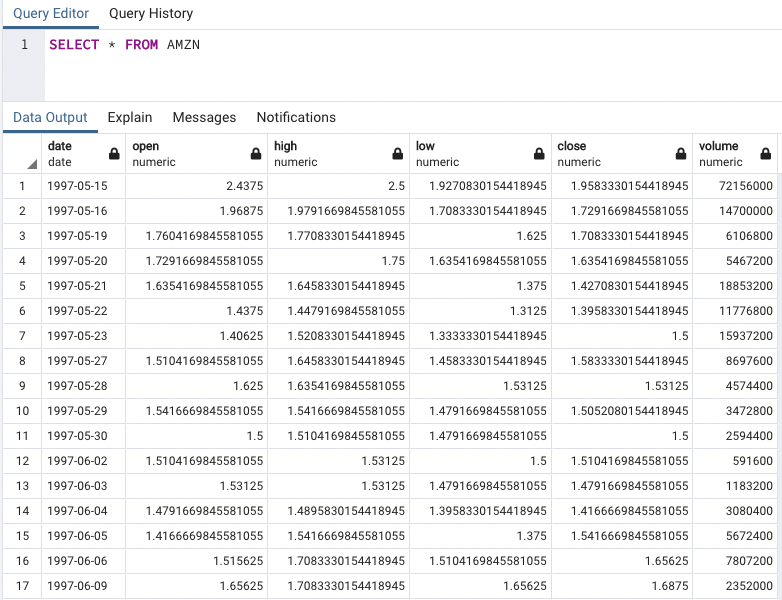 Query Editor Query History
1 SELECT * FROM AMZN
Data Output Explain Messages Notifications
date open high low close volume
date numeric numeric numeric numeric numeric
1 1997-05-15 2.4375 2.5 1.9270830154418945 1.9583330154418945 72156000
2 1997-05-16 1.96875 1.9791669845581055 1.7083330154418945 1.7291669845581055 14700000
3 1997-05-19 1.7604169845581055 1.7708330154418945 1.625 1.7083330154418945 6106800
4 1997-05-20 1.7291669845581055 1.75 1.6354169845581055 1.6354169845581055 5467200
5 1997-05-21 1.6354169845581055 1.6458330154418945 1.375 1.4270830154418945 18853200
6 1997-05-22 1.4375 1.4479169845581055 1.3125 1.3958330154418945 11776800
7 1997-05-23 1.40625 1.5208330154418945 1.3333330154418945 1.5 15937200
8 1997-05-27 1.5104169845581055 1.6458330154418945 1.4583330154418945 1.5833330154418945 8697600
9 1997-05-28 1.625 1.6354169845581055 1.53125 1.53125 4574400
10 1997-05-29 1.5416669845581055 1.5416669845581055 1.4791669845581055 1.5052080154418945 3472800
11 1997-05-30 1.5 1.5104169845581055 1.4791669845581055 1.5 2594400
12 1997-06-02 1.5104169845581055 1.53125 1.5 1.5104169845581055 591600
13 1997-06-03 1.53125 1.53125 1.4791669845581055 1.4791669845581055 1183200
14 1997-06-04 1.4791669845581055 1.4895830154418945 1.3958330154418945 1.4166669845581055 3080400
15 1997-06-05 1.4166669845581055 1.5416669845581055 1.375 1.5416669845581055 5672400
16 1997-06-06 1.515625 1.7083330154418945 1.5104169845581055 1.65625 7807200
17 1997-06-09 1.65625 1.7083330154418945 1.65625 1.6875 2352000